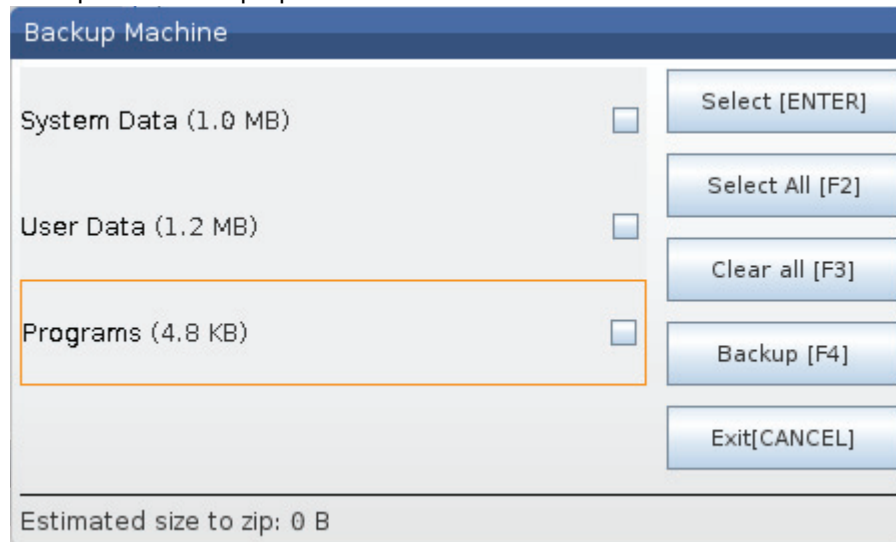 Backup Machine
System Data (1.0 MB)
User Data (1.2 MB)
Programs (4.8 KB)
Select [ENTER]
Select All [F2]
Clear all [F3]
Backup [F4]
Exit[CANCEL]
Estimated size to zip: 0 B